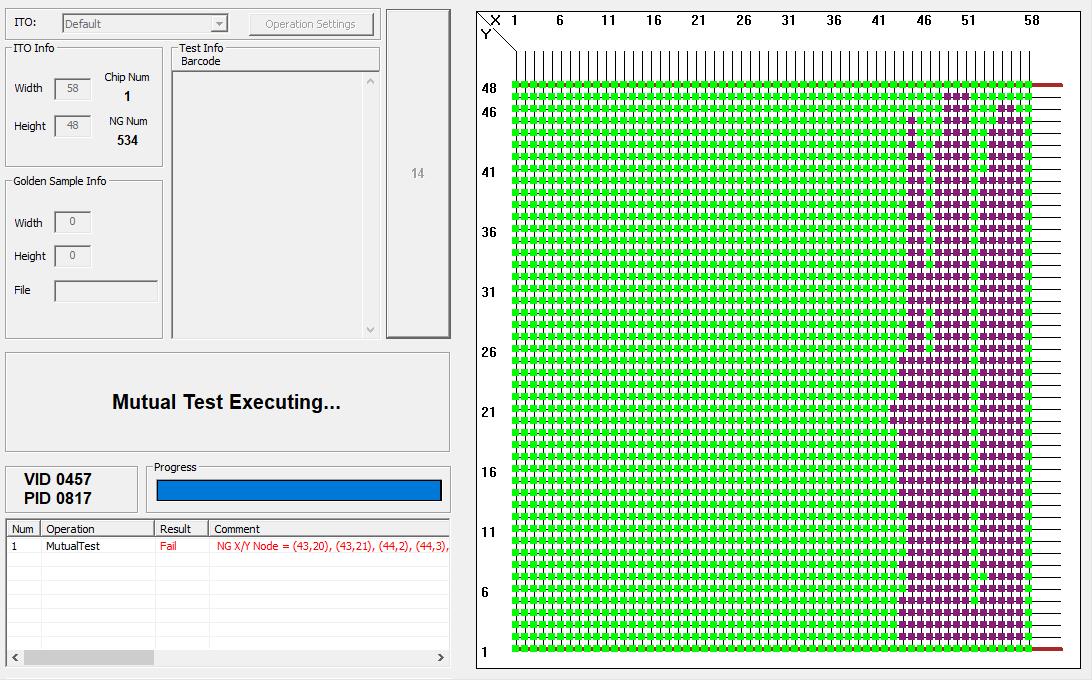 ITO: Default Operation Settings
ITO Info
Width 58
Chip Num
1
Height 48
NG Num
534
Test Info
Barcode
14
Golden Sample Info
Width 0
Height 0
File
Mutual Test Executing...
VID 0457
PID 0817
Progress
Num Operation Result Comment
1 MutualTest Fail NG X/Y Node = (43,20), (43,21), (44,2), (44,3),
X 1 6 11 16 21 26 31 36 41 46 51 58
Y
48
46
41
36
31
26
21
16
11
6
1